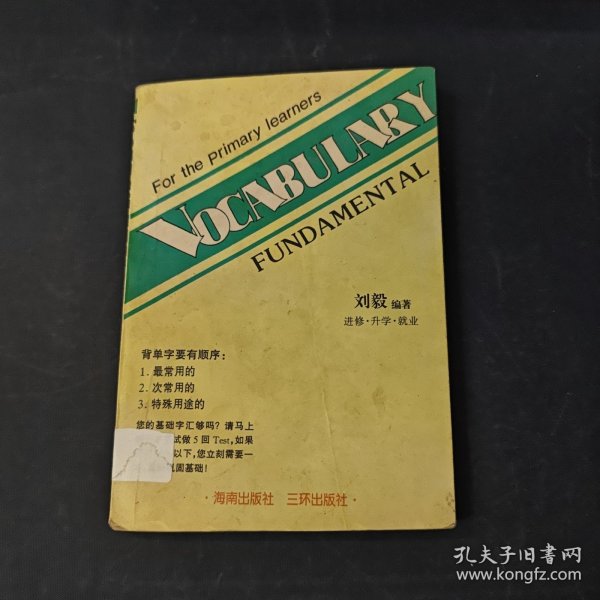 For the primary learners
VOCABULARY
FUNDAMENTAL
刘毅 编著
进修·升学·就业
背单字要有顺序：
1. 最常用的
2. 次常用的
3. 特殊用途的
您的基础字汇够吗？请马上
试做 5 回 Test，如果
以下，您立刻需要一
固基础！
·海南出版社 三环出版社·
孔夫子旧书网
www.kongfz.com